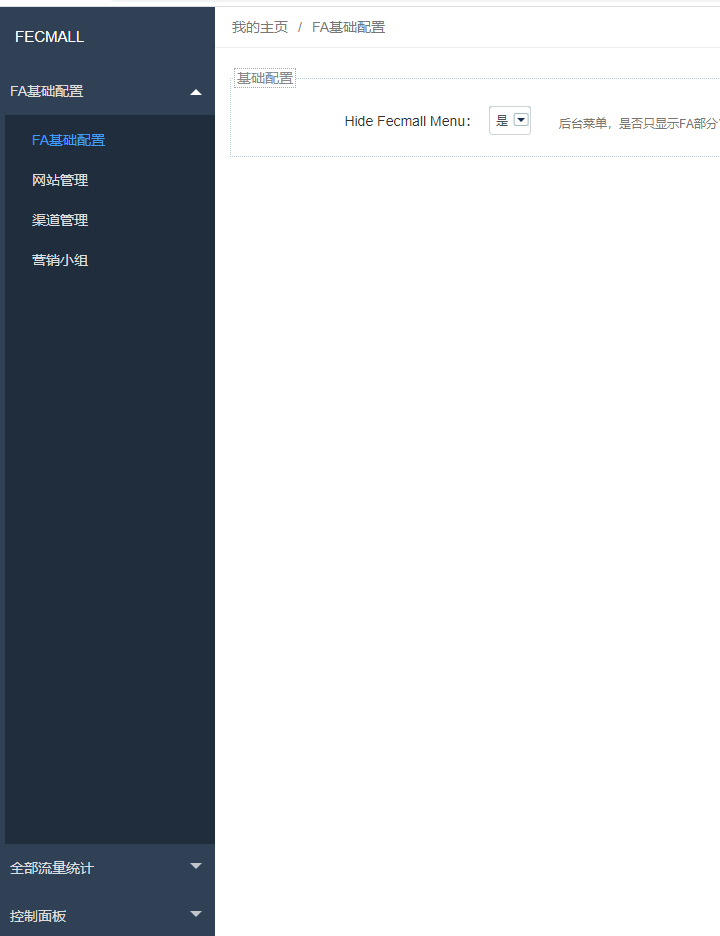 FECMALL
我的主页 / FA基础配置
FA基础配置
FA基础配置
网站管理
渠道管理
营销小组
全部流量统计
控制面板
基础配置
Hide Fecmall Menu： 是 后台菜单，是否只显示FA部分